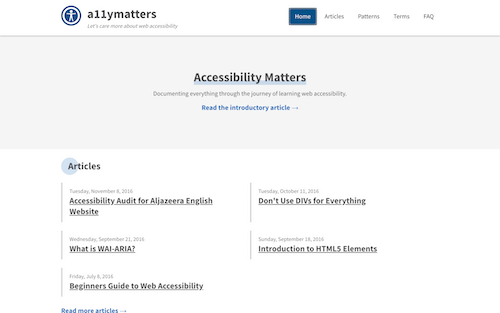 a11ymatters
Let's care more about web accessibility
Home Articles Patterns Terms FAQ
Accessibility Matters
Documenting everything through the journey of learning web accessibility.
Read the introductory article →
Articles
Tuesday, November 8, 2016
Accessibility Audit for Aljazeera English
Website
Tuesday, October 11, 2016
Don't Use DIVs for Everything
Wednesday, September 21, 2016
What is WAI-ARIA?
Sunday, September 18, 2016
Introduction to HTML5 Elements
Friday, July 8, 2016
Beginners Guide to Web Accessibility
Read more articles →